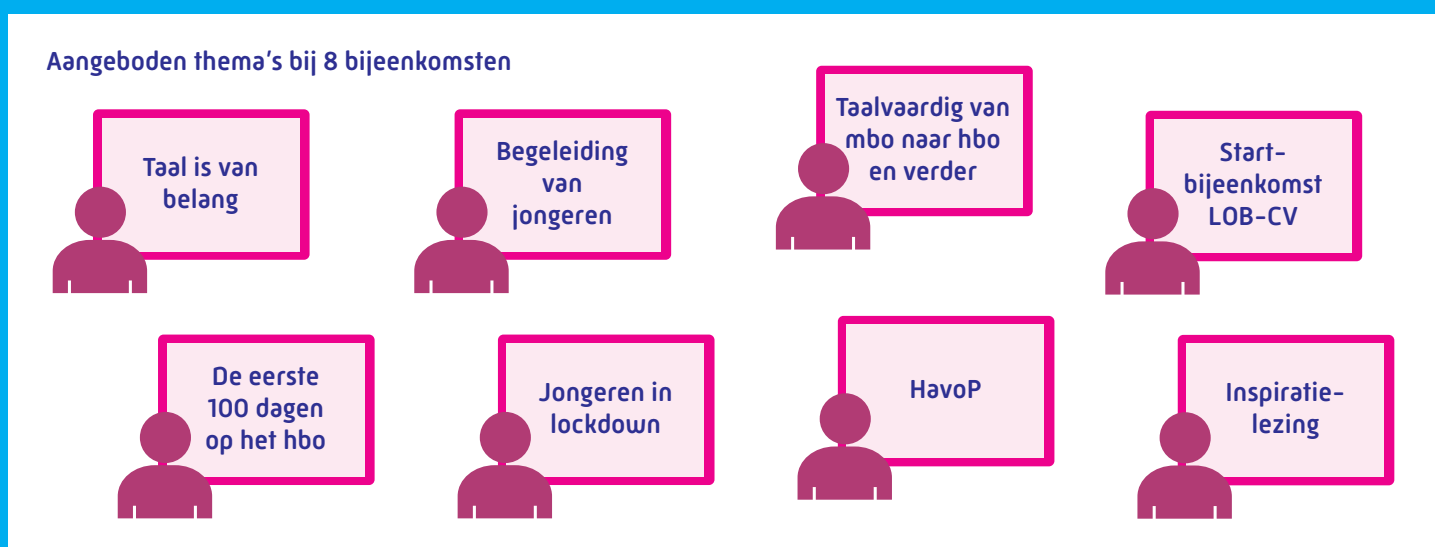 Aangeboden thema's bij 8 bijeenkomsten
Taal is van
belang
Begeleiding
van
jongeren
Taalvaardig van
mbo naar hbo
en verder
Start-
bijeenkomst
LOB-CV
De eerste
100 dagen
op het hbo
Jongeren in
lockdown
HavoP
Inspiratie-
lezing